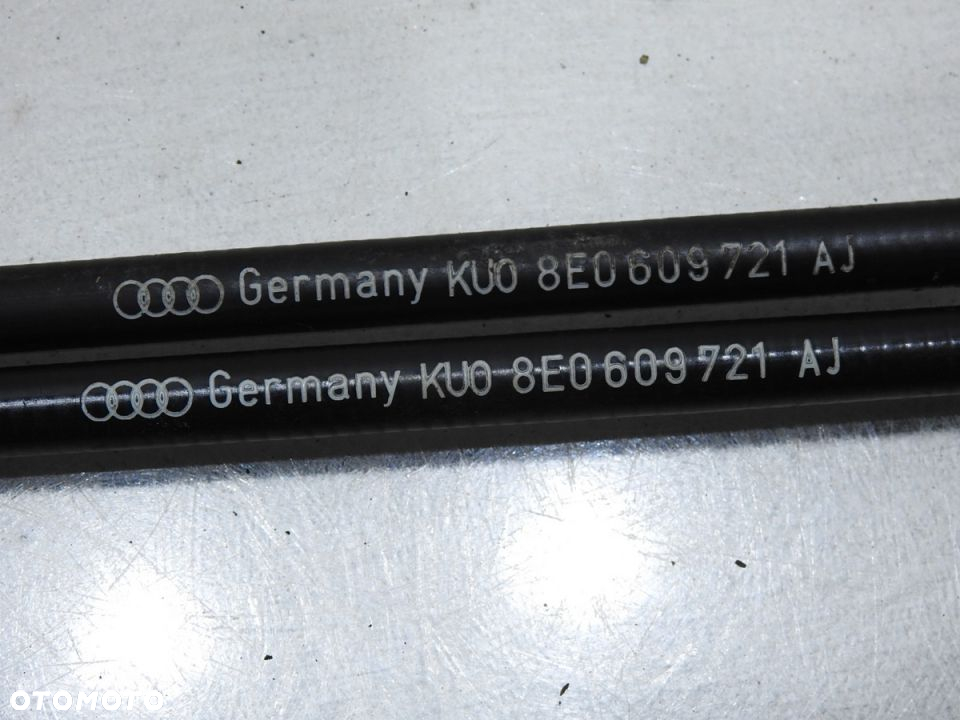 Germany KU0 8E0 609 721 AJ
Germany KU0 8E0 609 721 AJ
OTOMOTO